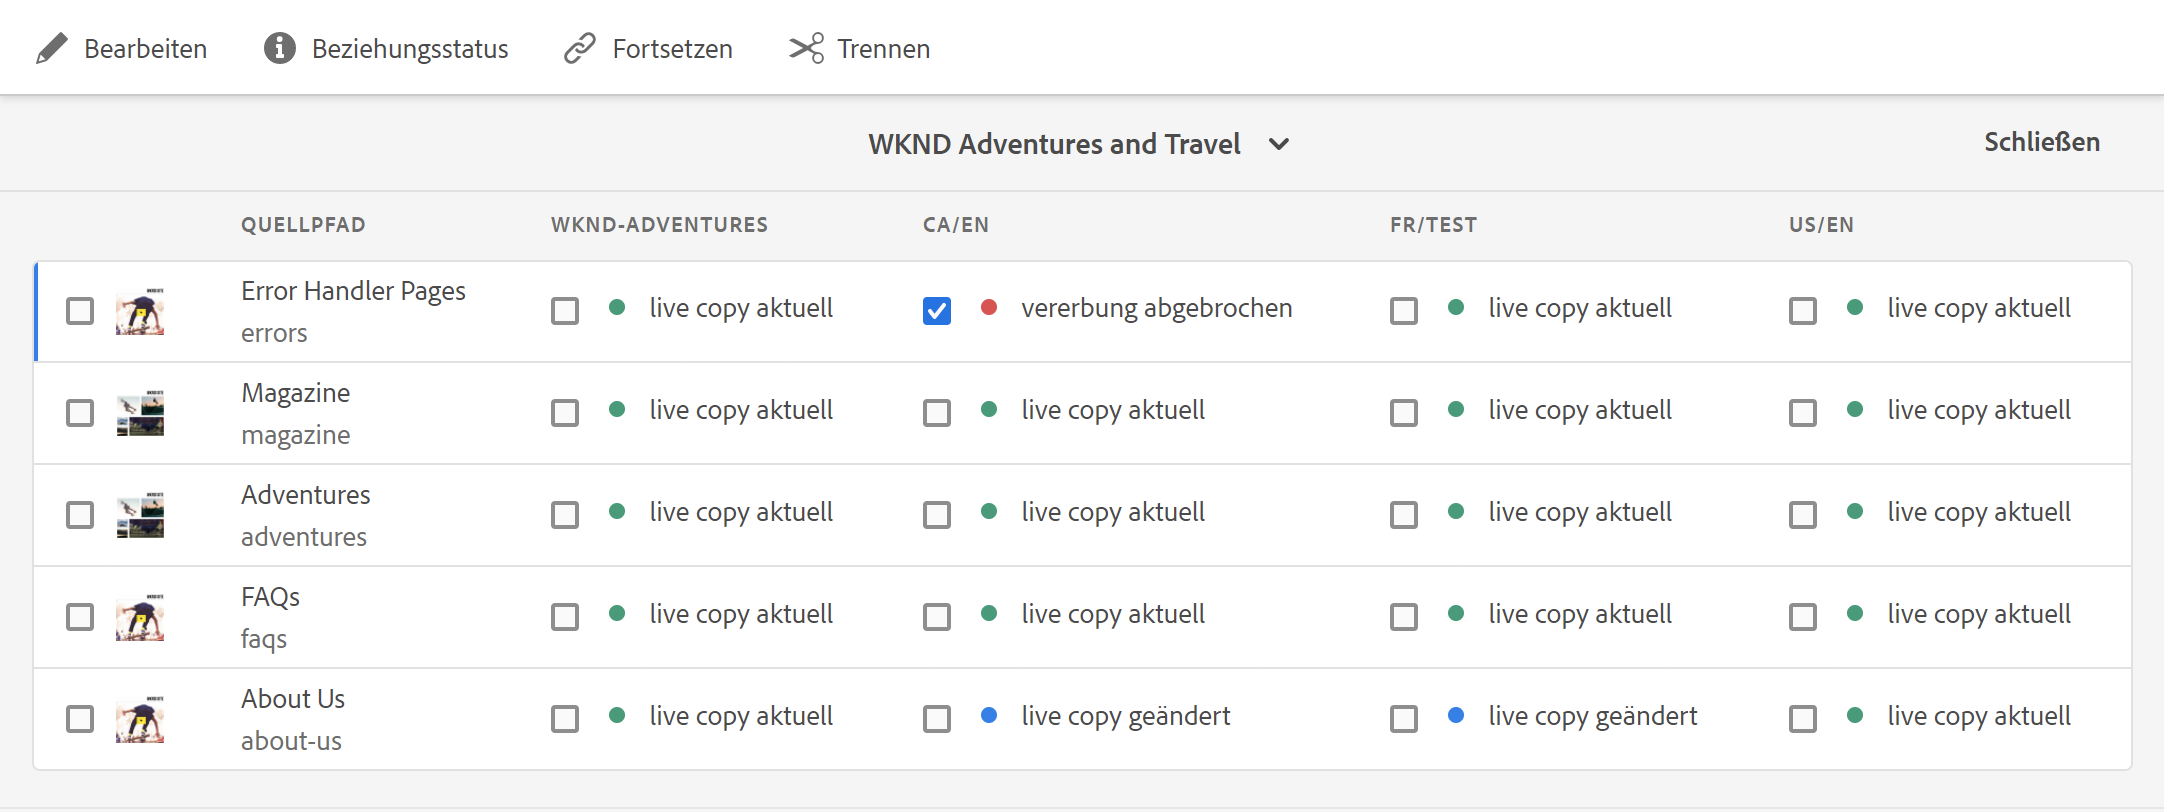 Bearbeiten Beziehungsstatus Fortsetzen Trennen
WKND Adventures and Travel Schließen
QUELLPFAD WKND-ADVENTURES CA/EN FR/TEST US/EN
Error Handler Pages
errors
live copy aktuell vererbung abgebrochen live copy aktuell live copy aktuell
Magazine
magazine
live copy aktuell live copy aktuell live copy aktuell live copy aktuell
Adventures
adventures
live copy aktuell live copy aktuell live copy aktuell live copy aktuell
FAQs
faqs
live copy aktuell live copy aktuell live copy aktuell live copy aktuell
About Us
about-us
live copy aktuell live copy geändert live copy geändert live copy aktuell